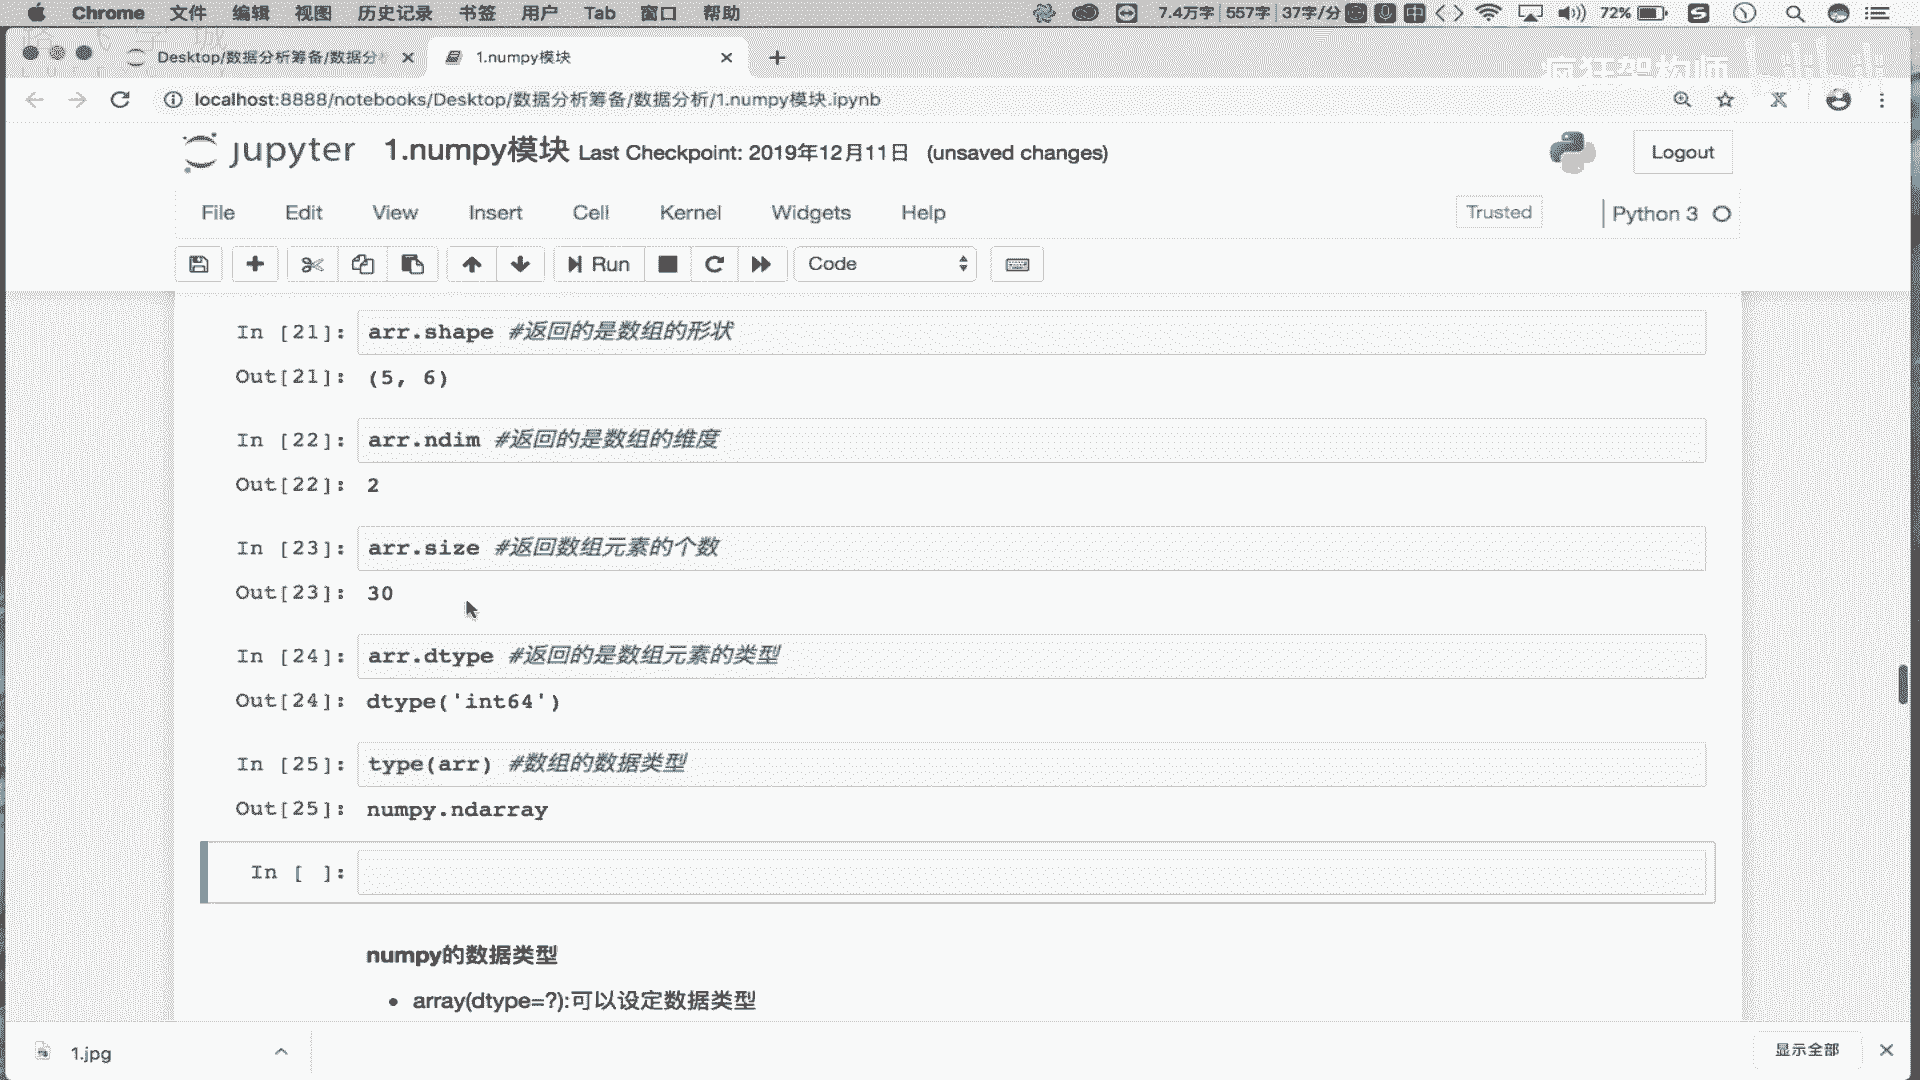 Chrome 文件 编辑 视图 历史记录 书签 用户 Tab 窗口 帮助 7.4万字 557字 37字/分 中 72% S
Desktop/数据分析筹备/数据分析
1.numpy模块
疯狂架构师 bilibili
localhost:8888/notebooks/Desktop/数据分析筹备/数据分析/1.numpy模块.ipynb
jupyter 1.numpy模块 Last Checkpoint: 2019年12月11日 (unsaved changes)
Logout
File Edit View Insert Cell Kernel Widgets Help Trusted Python 3
Run Code
In [21]: arr.shape #返回的是数组的形状
Out[21]: (5, 6)
In [22]: arr.ndim #返回的是数组的维度
Out[22]: 2
In [23]: arr.size #返回数组元素的个数
Out[23]: 30
In [24]: arr.dtype #返回的是数组元素的类型
Out[24]: dtype('int64')
In [25]: type(arr) #数组的数据类型
Out[25]: numpy.ndarray
In [ ]:
numpy的数据类型
• array(dtype=?):可以设定数据类型
1.jpg
显示全部